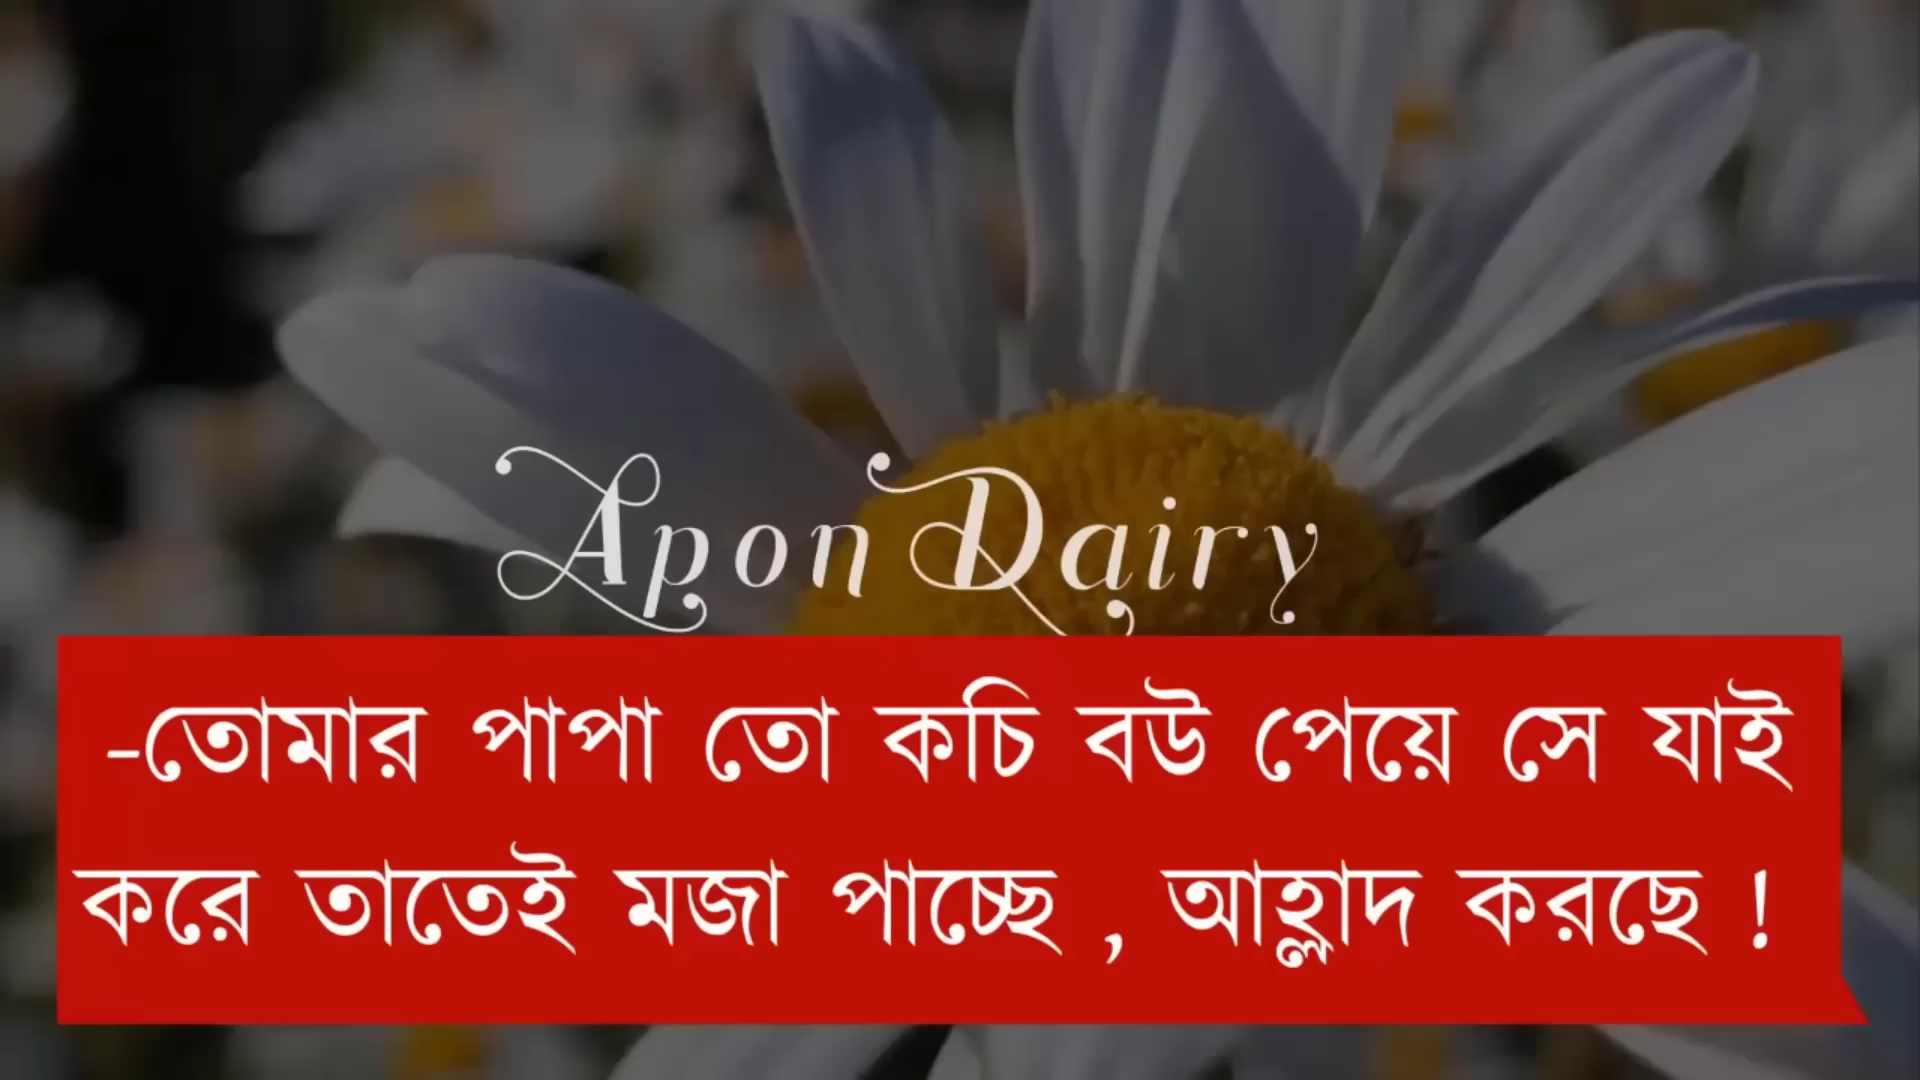 Apon Dairy
-তোমার পাপা তো কচি বউ পেয়ে সে যাই
করে তাতেই মজা পাচ্ছে , আহ্লাদ করছে !